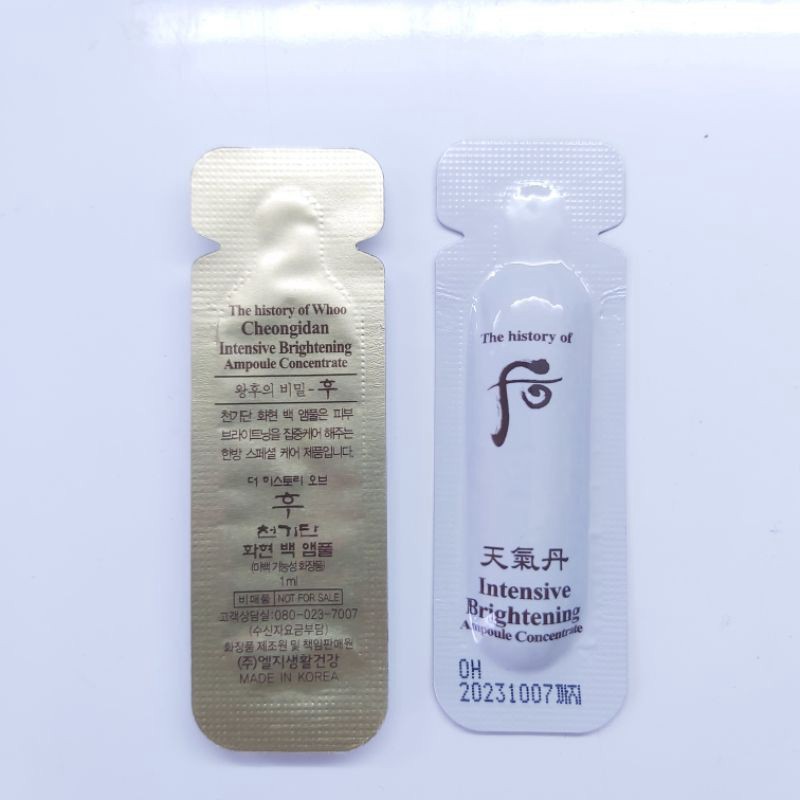 The history of Whoo
Cheongidan
Intensive Brightening
Ampoule Concentrate
왕후의 비밀-후
천기단 화현 백 앰풀은 피부
브라이트닝을 집중케어 해주는
한방 스페셜 케어 제품입니다.
더 히스토리 오브
후
천기단
화현 백 앰풀
(미백 기능성 화장품)
1ml
비매품 NOT FOR SALE
고객상담실:080-023-7007
(수신자요금부담)
화장품 제조원 및 책임판매원
(주)엘지생활건강
MADE IN KOREA
The history of
후
天氣丹
Intensive
Brightening
Ampoule Concentrate
OH
20231007까지